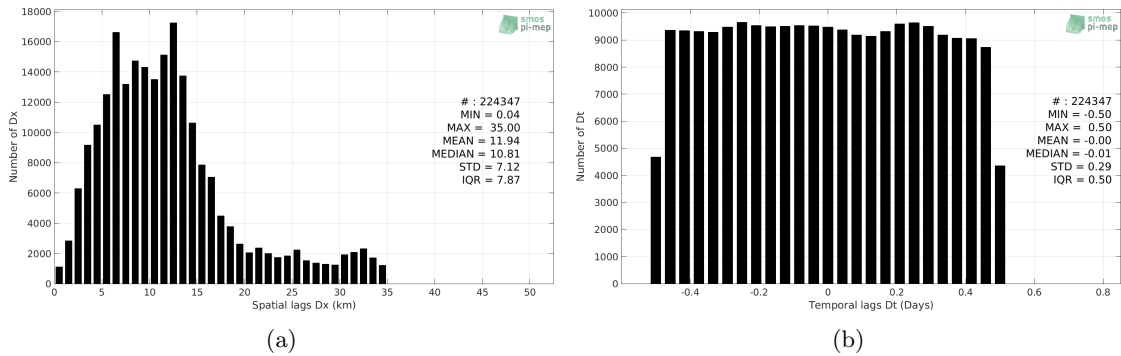 18000
16000
14000
12000
10000
8000
6000
4000
2000
0
Number of Dx
0 5 10 15 20 25 30 35 40 45 50
Spatial lags Dx (km)
smos
pi-mep
# : 224347
MIN = 0.04
MAX = 35.00
MEAN = 11.94
MEDIAN = 10.81
STD = 7.12
IQR = 7.87
(a)
10000
9000
8000
7000
6000
5000
4000
3000
2000
1000
0
Number of Dt
-0.4 -0.2 0 0.2 0.4 0.6 0.8
Temporal lags Dt (Days)
smos
pi-mep
# : 224347
MIN = -0.50
MAX = 0.50
MEAN = -0.00
MEDIAN = -0.01
STD = 0.29
IQR = 0.50
(b)